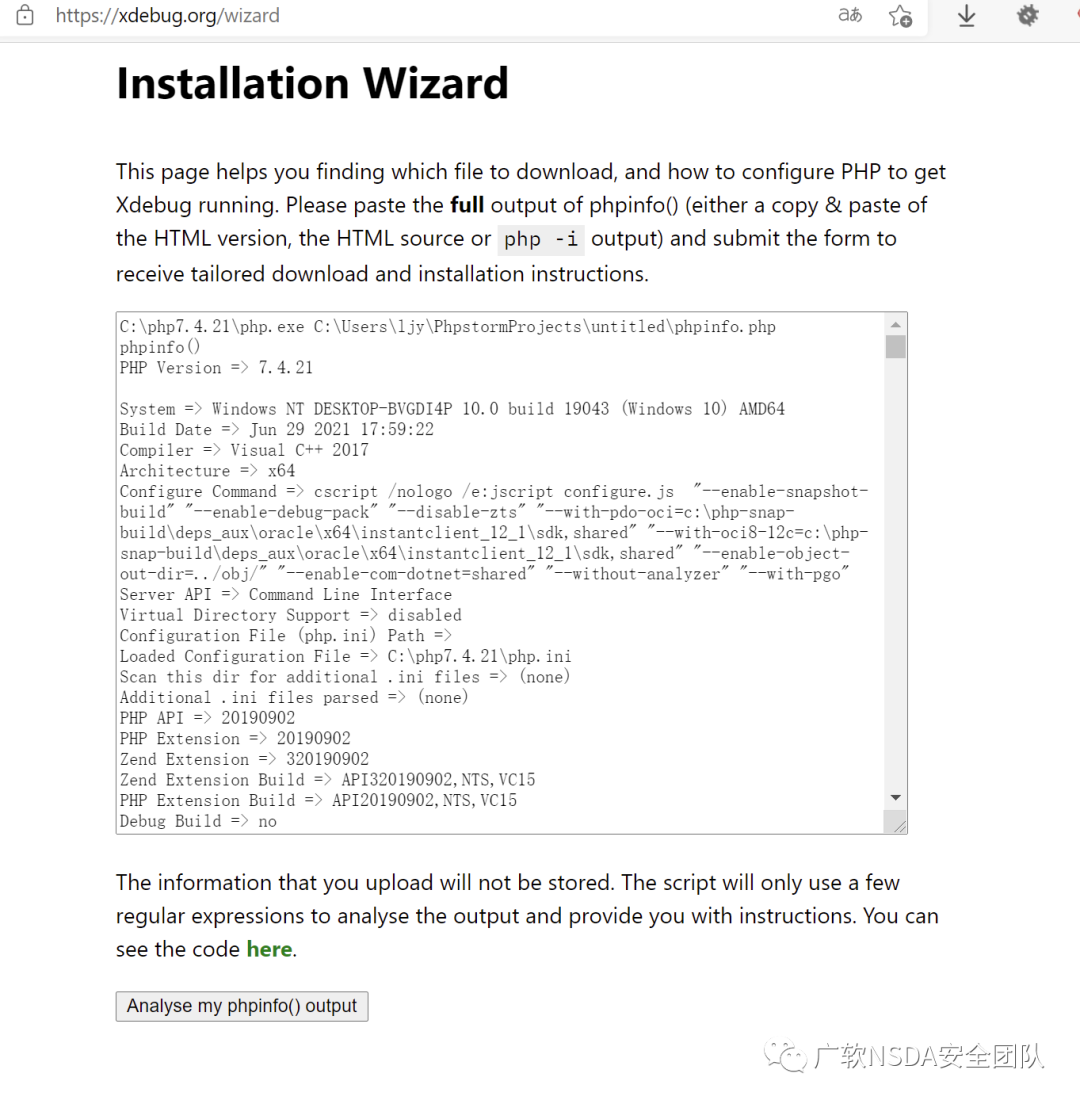 https://xdebug.org/wizard
aあ
Installation Wizard
This page helps you finding which file to download, and how to configure PHP to get
Xdebug running. Please paste the full output of phpinfo() (either a copy & paste of
the HTML version, the HTML source or php -i output) and submit the form to
receive tailored download and installation instructions.
C:\php7.4.21\php.exe C:\Users\ljy\PhpstormProjects\untitled\phpinfo.php
phpinfo()
PHP Version => 7.4.21
System => Windows NT DESKTOP-BVGDI4P 10.0 build 19043 (Windows 10) AMD64
Build Date => Jun 29 2021 17:59:22
Compiler => Visual C++ 2017
Architecture => x64
Configure Command => cscript /nologo /e:jscript configure.js "--enable-snapshot-
build" "--enable-debug-pack" "--disable-zts" "--with-pdo-oci=c:\php-snap-
build\deps_aux\oracle\x64\instantclient_12_1\sdk,shared" "--with-oci8-12c=c:\php-
snap-build\deps_aux\oracle\x64\instantclient_12_1\sdk,shared" "--enable-object-
out-dir=../obj/" "--enable-com-dotnet=shared" "--without-analyzer" "--with-pgo"
Server API => Command Line Interface
Virtual Directory Support => disabled
Configuration File (php.ini) Path =>
Loaded Configuration File => C:\php7.4.21\php.ini
Scan this dir for additional .ini files => (none)
Additional .ini files parsed => (none)
PHP API => 20190902
PHP Extension => 20190902
Zend Extension => 320190902
Zend Extension Build => API320190902,NTS,VC15
PHP Extension Build => API20190902,NTS,VC15
Debug Build => no
The information that you upload will not be stored. The script will only use a few
regular expressions to analyse the output and provide you with instructions. You can
see the code here.
Analyse my phpinfo() output
广软NSDA安全团队